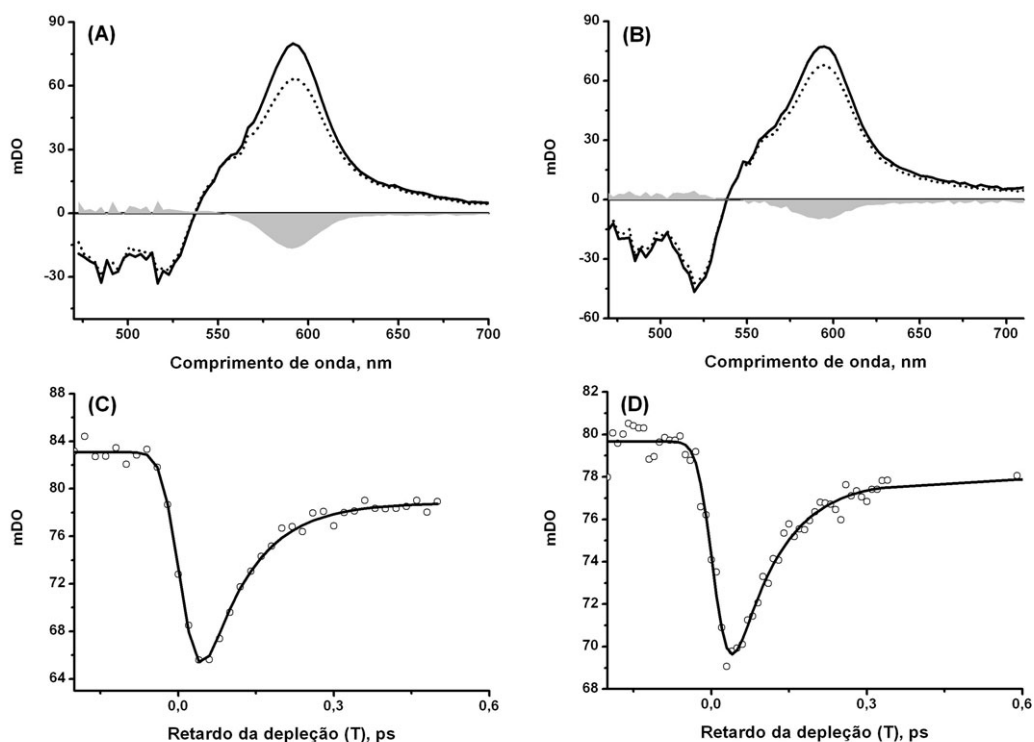 (A)
90
60
30
0
-30
mDO
500 550 600 650 700
Comprimento de onda, nm
(B)
90
60
30
0
-30
-60
mDO
500 550 600 650 700
Comprimento de onda, nm
(C)
88
84
80
76
72
68
64
mDO
0,0 0,3 0,6
Retardo da depleção (T), ps
(D)
82
80
78
76
74
72
70
68
mDO
0,0 0,3 0,6
Retardo da depleção (T), ps